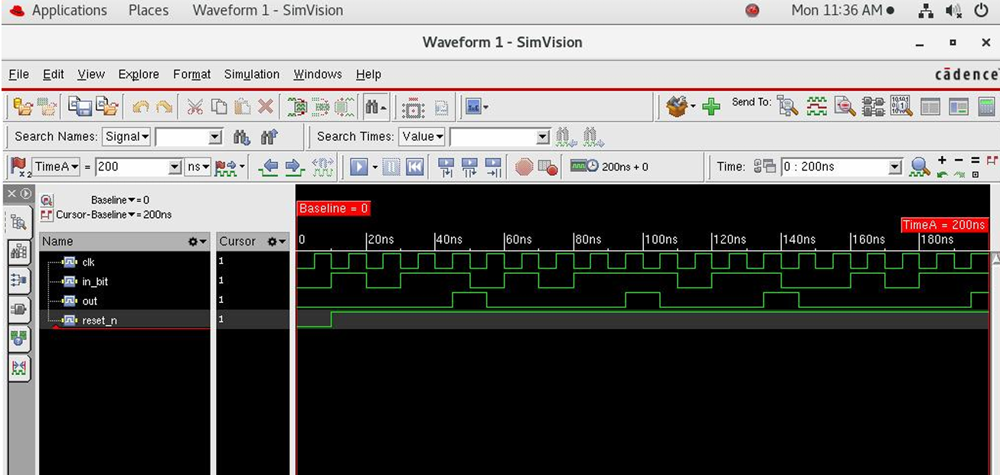 Applications Places Waveform 1 - SimVision Mon 11:36 AM
Waveform 1 - SimVision
File Edit View Explore Format Simulation Windows Help cādence
Send To:
Search Names: Signal Search Times: Value
x2 TimeA = 200 ns 200ns + 0 Time: 0 : 200ns
Baseline = 0
Cursor-Baseline = 200ns
Baseline = 0
TimeA = 200ns
Name Cursor 0 20ns 40ns 60ns 80ns 100ns 120ns 140ns 160ns 180ns
clk 1
in_bit 1
out 1
reset_n 1